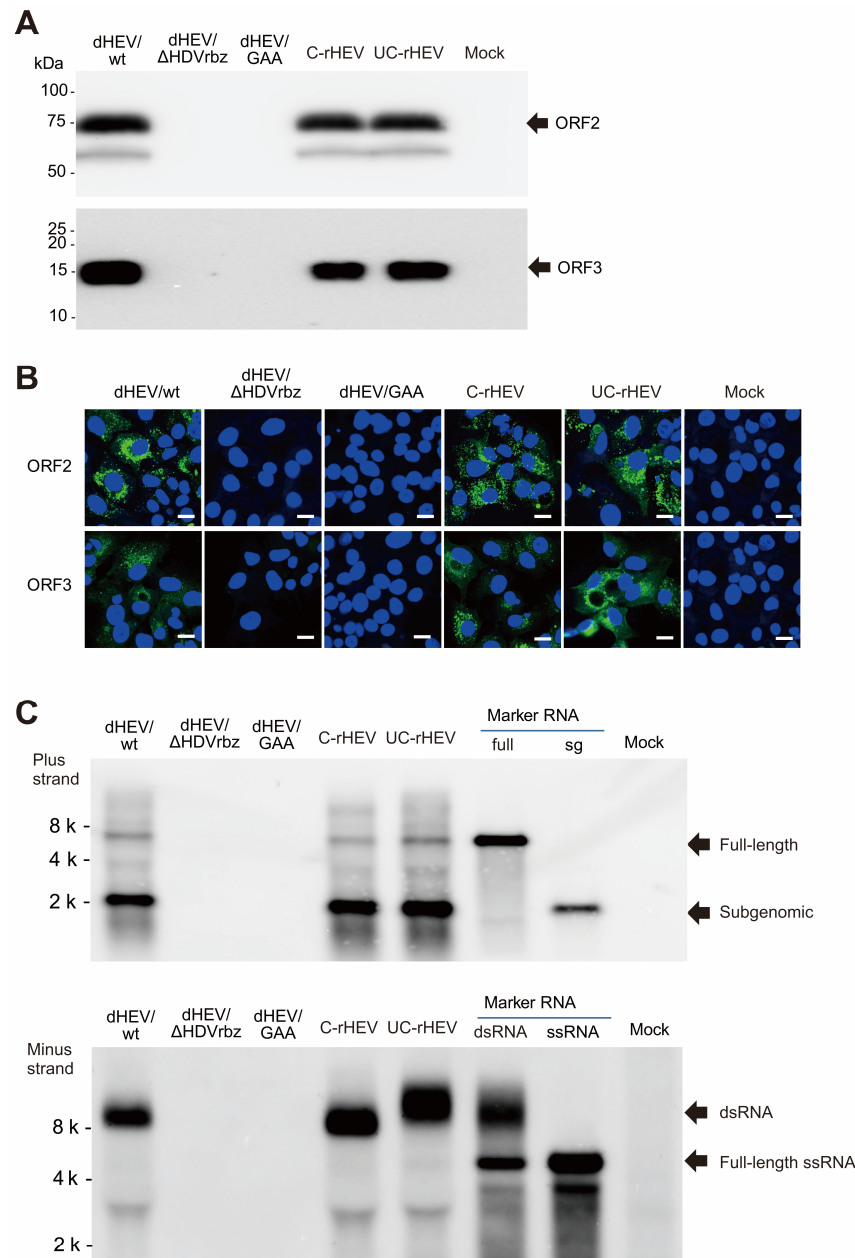 A
kDa
dHEV/
wt
dHEV/
ΔHDVrbz
dHEV/
GAA
C-rHEV
UC-rHEV
Mock
100
75
50
ORF2
25
20
15
10
ORF3
B
dHEV/wt
dHEV/
ΔHDVrbz
dHEV/GAA
C-rHEV
UC-rHEV
Mock
ORF2
ORF3
C
Plus
strand
dHEV/
wt
dHEV/
ΔHDVrbz
dHEV/
GAA
C-rHEV
UC-rHEV
Marker RNA
full
sg
Mock
8 k
4 k
2 k
Full-length
Subgenomic
Minus
strand
dHEV/
wt
dHEV/
ΔHDVrbz
dHEV/
GAA
C-rHEV
UC-rHEV
Marker RNA
dsRNA
ssRNA
Mock
8 k
4 k
2 k
dsRNA
Full-length ssRNA